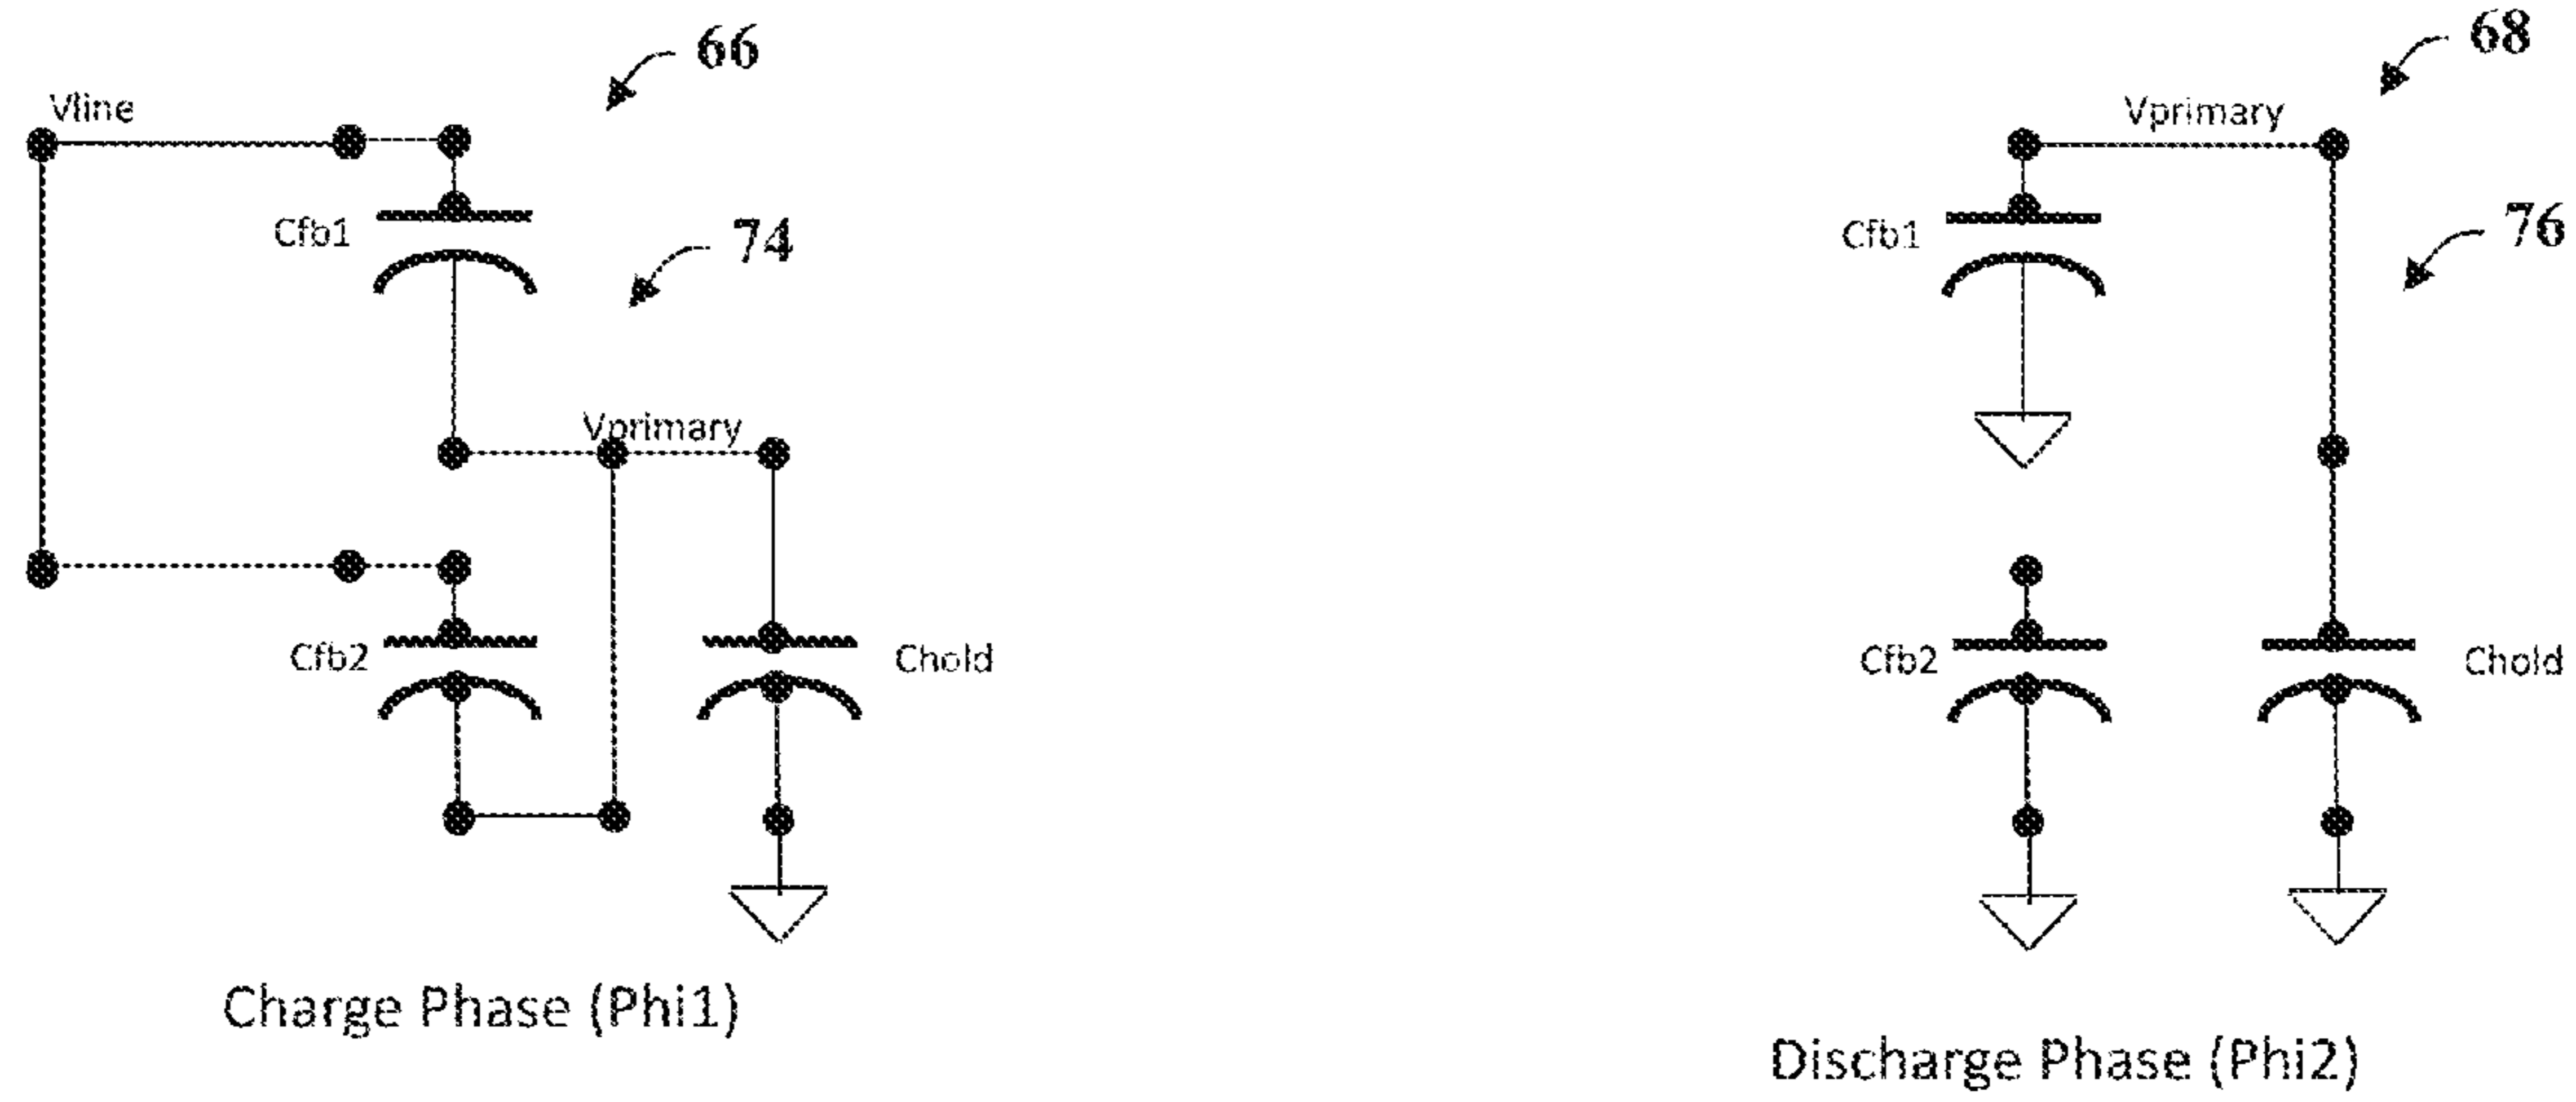 66
Vline
Cfb1
74
Vprimary
Cfb2
Chold
Charge Phase (Phi1)
68
Vprimary
Cfb1
76
Cfb2
Chold
Discharge Phase (Phi2)